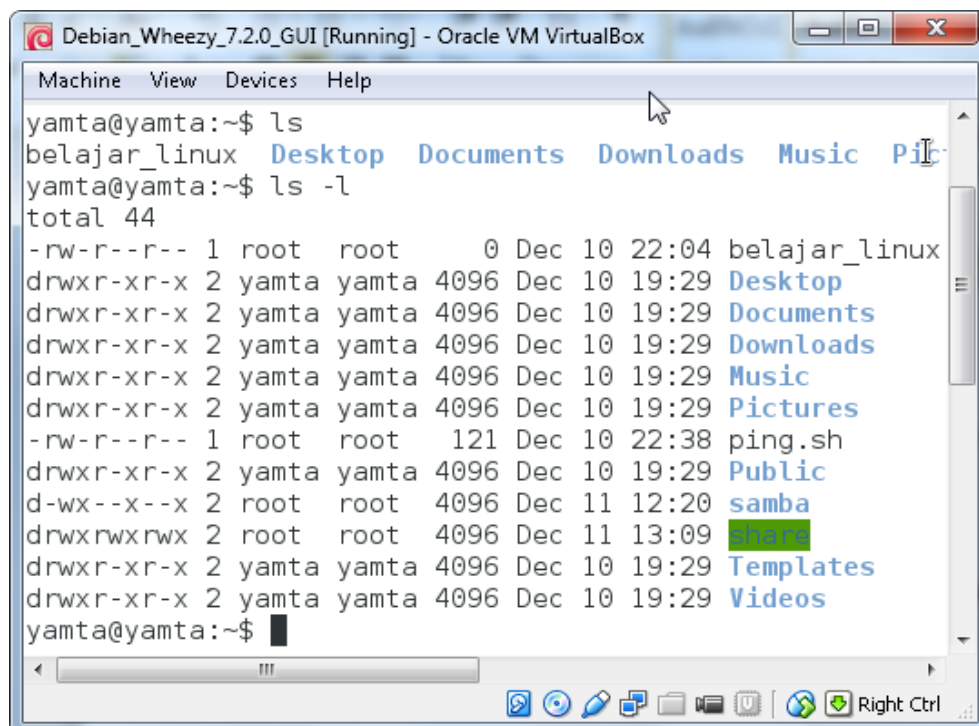 Debian_Wheezy_7.2.0_GUI [Running] - Oracle VM VirtualBox
Machine View Devices Help
yamta@yamta:~$ ls
belajar_linux Desktop Documents Downloads Music Pic
yamta@yamta:~$ ls -l
total 44
-rw-r--r-- 1 root root 0 Dec 10 22:04 belajar_linux
drwxr-xr-x 2 yamta yamta 4096 Dec 10 19:29 Desktop
drwxr-xr-x 2 yamta yamta 4096 Dec 10 19:29 Documents
drwxr-xr-x 2 yamta yamta 4096 Dec 10 19:29 Downloads
drwxr-xr-x 2 yamta yamta 4096 Dec 10 19:29 Music
drwxr-xr-x 2 yamta yamta 4096 Dec 10 19:29 Pictures
-rw-r--r-- 1 root root 121 Dec 10 22:38 ping.sh
drwxr-xr-x 2 yamta yamta 4096 Dec 10 19:29 Public
d-wx--x--x 2 root root 4096 Dec 11 12:20 samba
drwxrwxrwx 2 root root 4096 Dec 11 13:09 share
drwxr-xr-x 2 yamta yamta 4096 Dec 10 19:29 Templates
drwxr-xr-x 2 yamta yamta 4096 Dec 10 19:29 Videos
yamta@yamta:~$
Right Ctrl